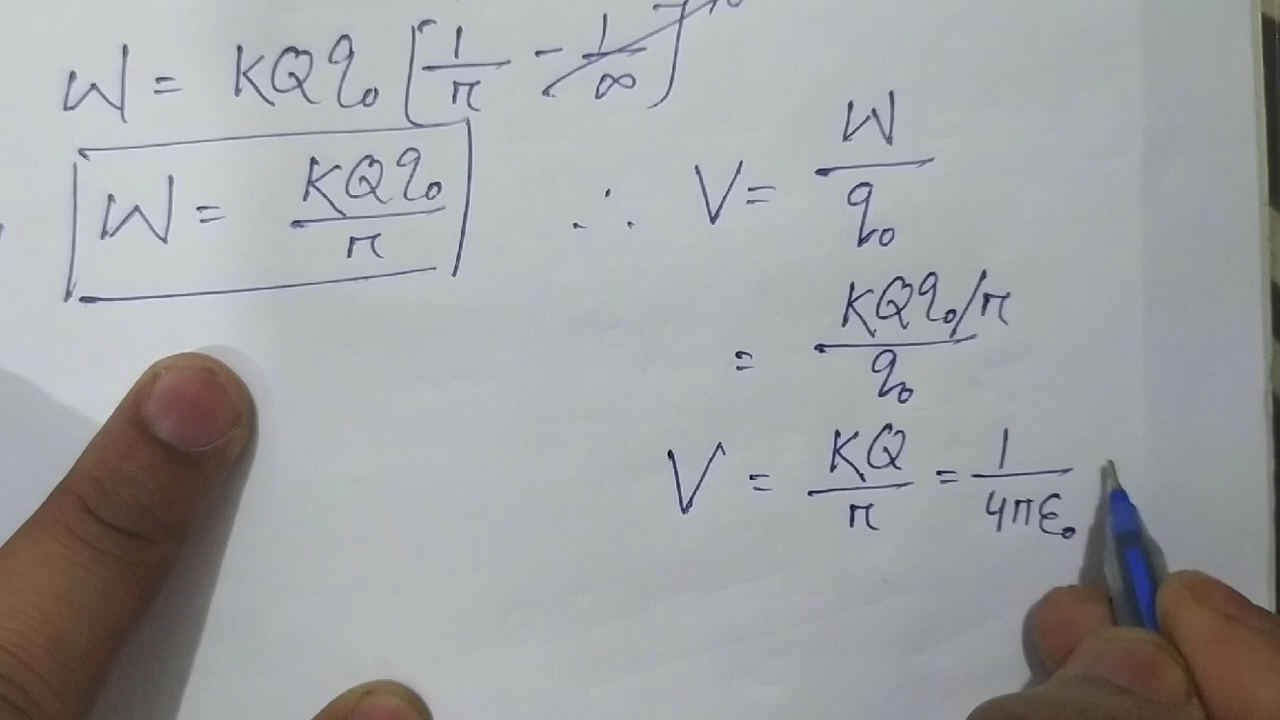 W = KQq₀ [1/r - 1/∞]
W = KQq₀/r ∴ V = W/q₀
= KQq₀/r / q₀
V = KQ/r = 1/4πε₀